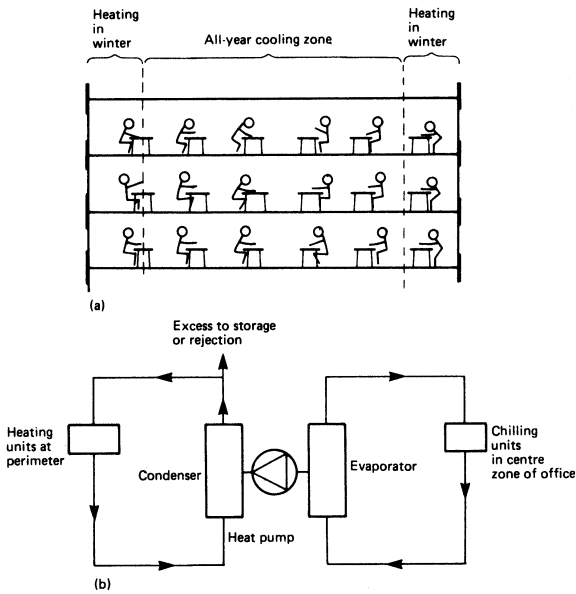 Heating
in
winter
All-year cooling zone
Heating
in
winter
(a)
Excess to storage
or rejection
Heating
units at
perimeter
Condenser
Evaporator
Chilling
units
in centre
zone of office
Heat pump
(b)